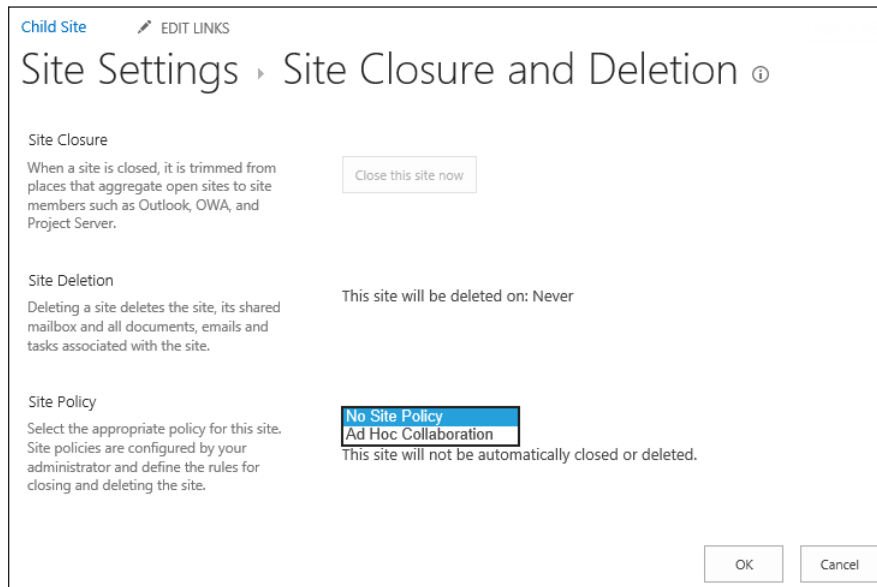 Child Site EDIT LINKS
Site Settings Site Closure and Deletion
Site Closure
When a site is closed, it is trimmed from
places that aggregate open sites to site
members such as Outlook, OWA, and
Project Server.
Close this site now
Site Deletion
Deleting a site deletes the site, its shared
mailbox and all documents, emails and
tasks associated with the site.
This site will be deleted on: Never
Site Policy
Select the appropriate policy for this site.
Site policies are configured by your
administrator and define the rules for
closing and deleting the site.
No Site Policy
Ad Hoc Collaboration
This site will not be automatically closed or deleted.
OK Cancel